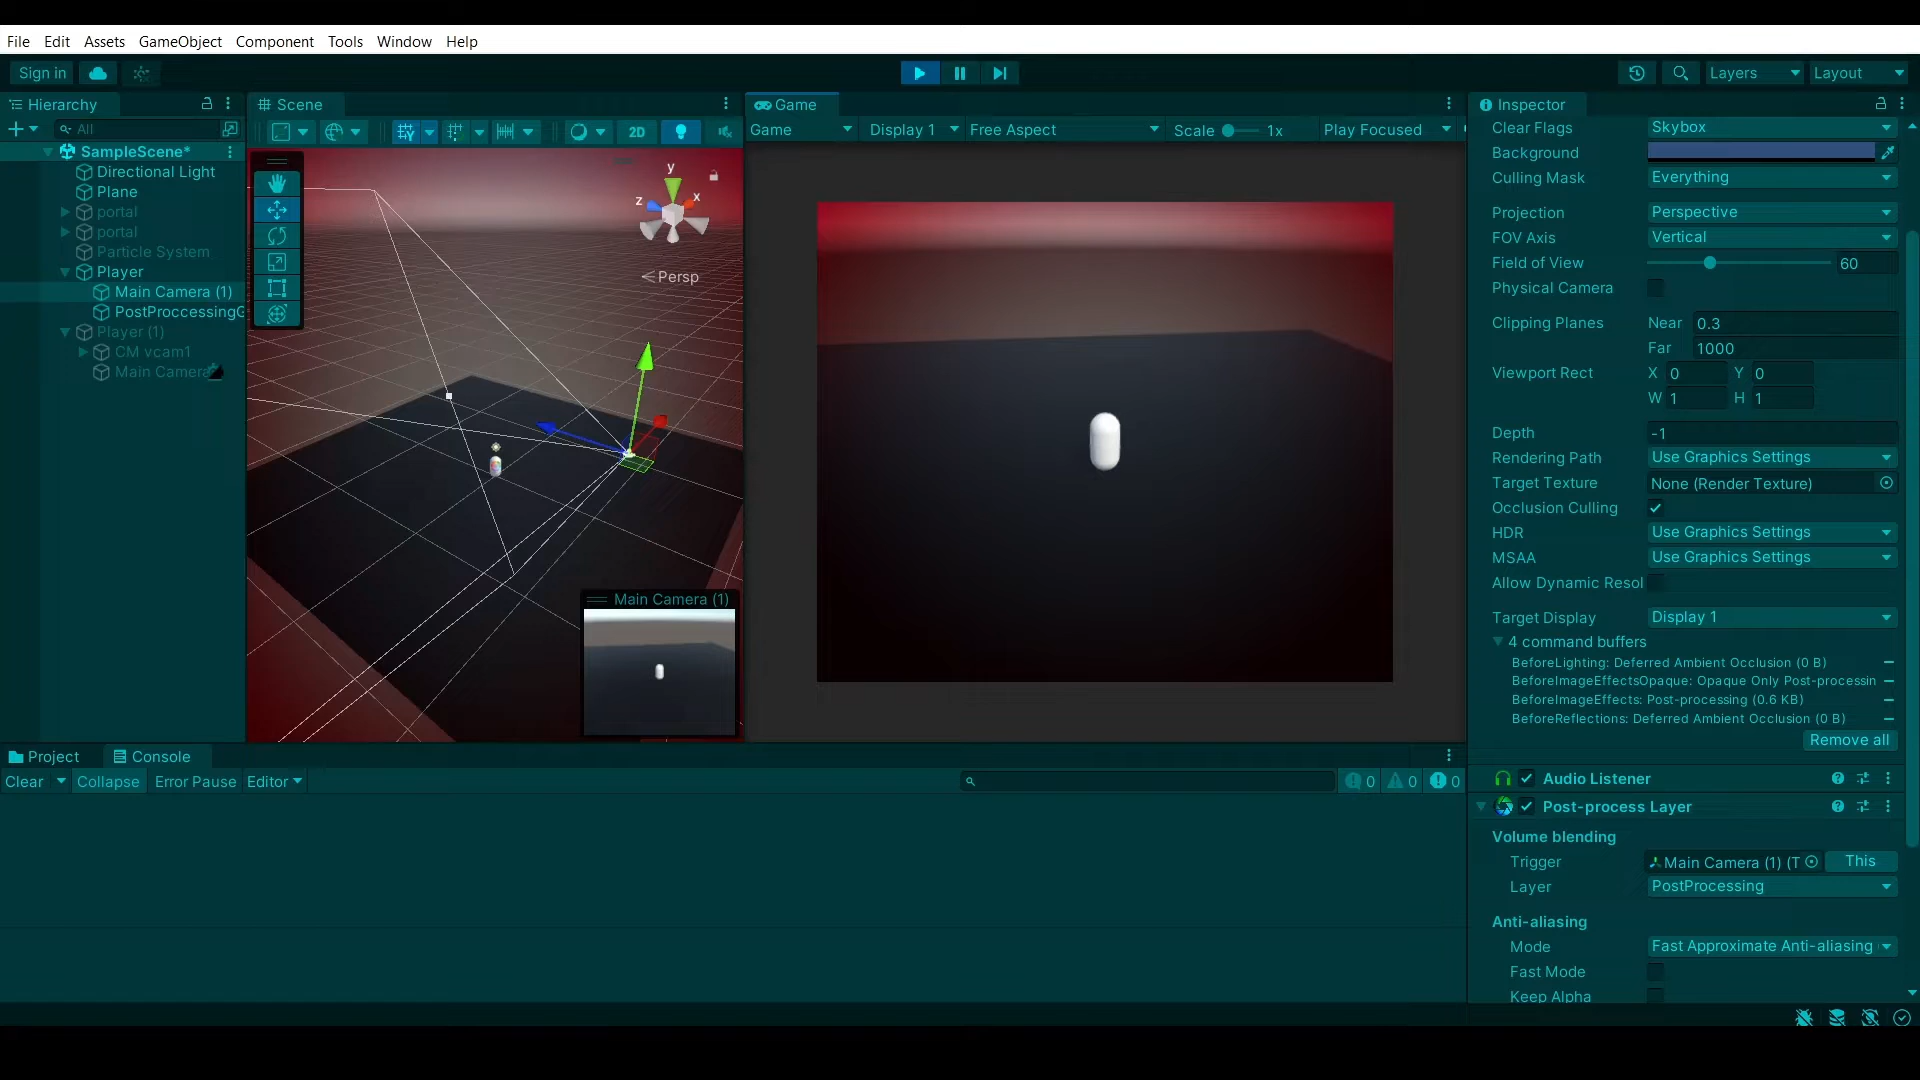 File Edit Assets GameObject Component Tools Window Help
Sign in
Layers
Layout
Hierarchy
All
SampleScene*
Directional Light
Plane
portal
portal
Particle System
Player
Main Camera (1)
PostProccessingG
Player (1)
CM vcam1
Main Camera
Scene
2D
y
x
z
Persp
Main Camera (1)
Game
Game Display 1 Free Aspect Scale 1x Play Focused
Inspector
Clear Flags Skybox
Background
Culling Mask Everything
Projection Perspective
FOV Axis Vertical
Field of View 60
Physical Camera
Clipping Planes Near 0.3
Far 1000
Viewport Rect X 0 Y 0
W 1 H 1
Depth -1
Rendering Path Use Graphics Settings
Target Texture None (Render Texture)
Occlusion Culling
HDR Use Graphics Settings
MSAA Use Graphics Settings
Allow Dynamic Resol
Target Display Display 1
4 command buffers
BeforeLighting: Deferred Ambient Occlusion (0 B)
BeforeImageEffectsOpaque: Opaque Only Post-processin
BeforeImageEffects: Post-processing (0.6 KB)
BeforeReflections: Deferred Ambient Occlusion (0 B)
Remove all
Audio Listener
Post-process Layer
Volume blending
Trigger Main Camera (1) (T This
Layer PostProcessing
Anti-aliasing
Mode Fast Approximate Anti-aliasing
Fast Mode
Keep Alpha
Project Console
Clear Collapse Error Pause Editor
0 0 0